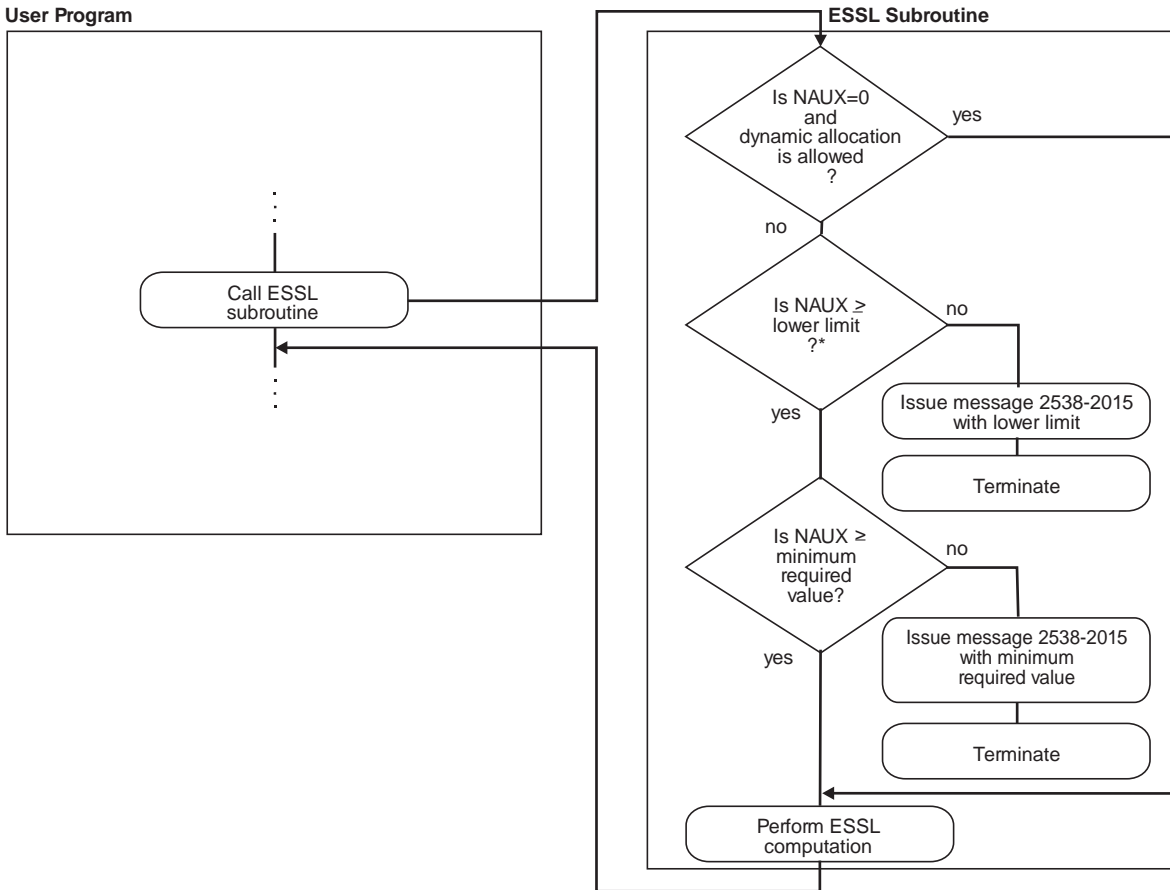 User Program
ESSL Subroutine
Is NAUX=0
and
dynamic allocation
is allowed
?
yes
no
Call ESSL
subroutine
Is NAUX ≥
lower limit
?*
no
yes
Issue message 2538-2015
with lower limit
Terminate
Is NAUX ≥
minimum
required
value?
no
yes
Issue message 2538-2015
with minimum
required value
Terminate
Perform ESSL
computation